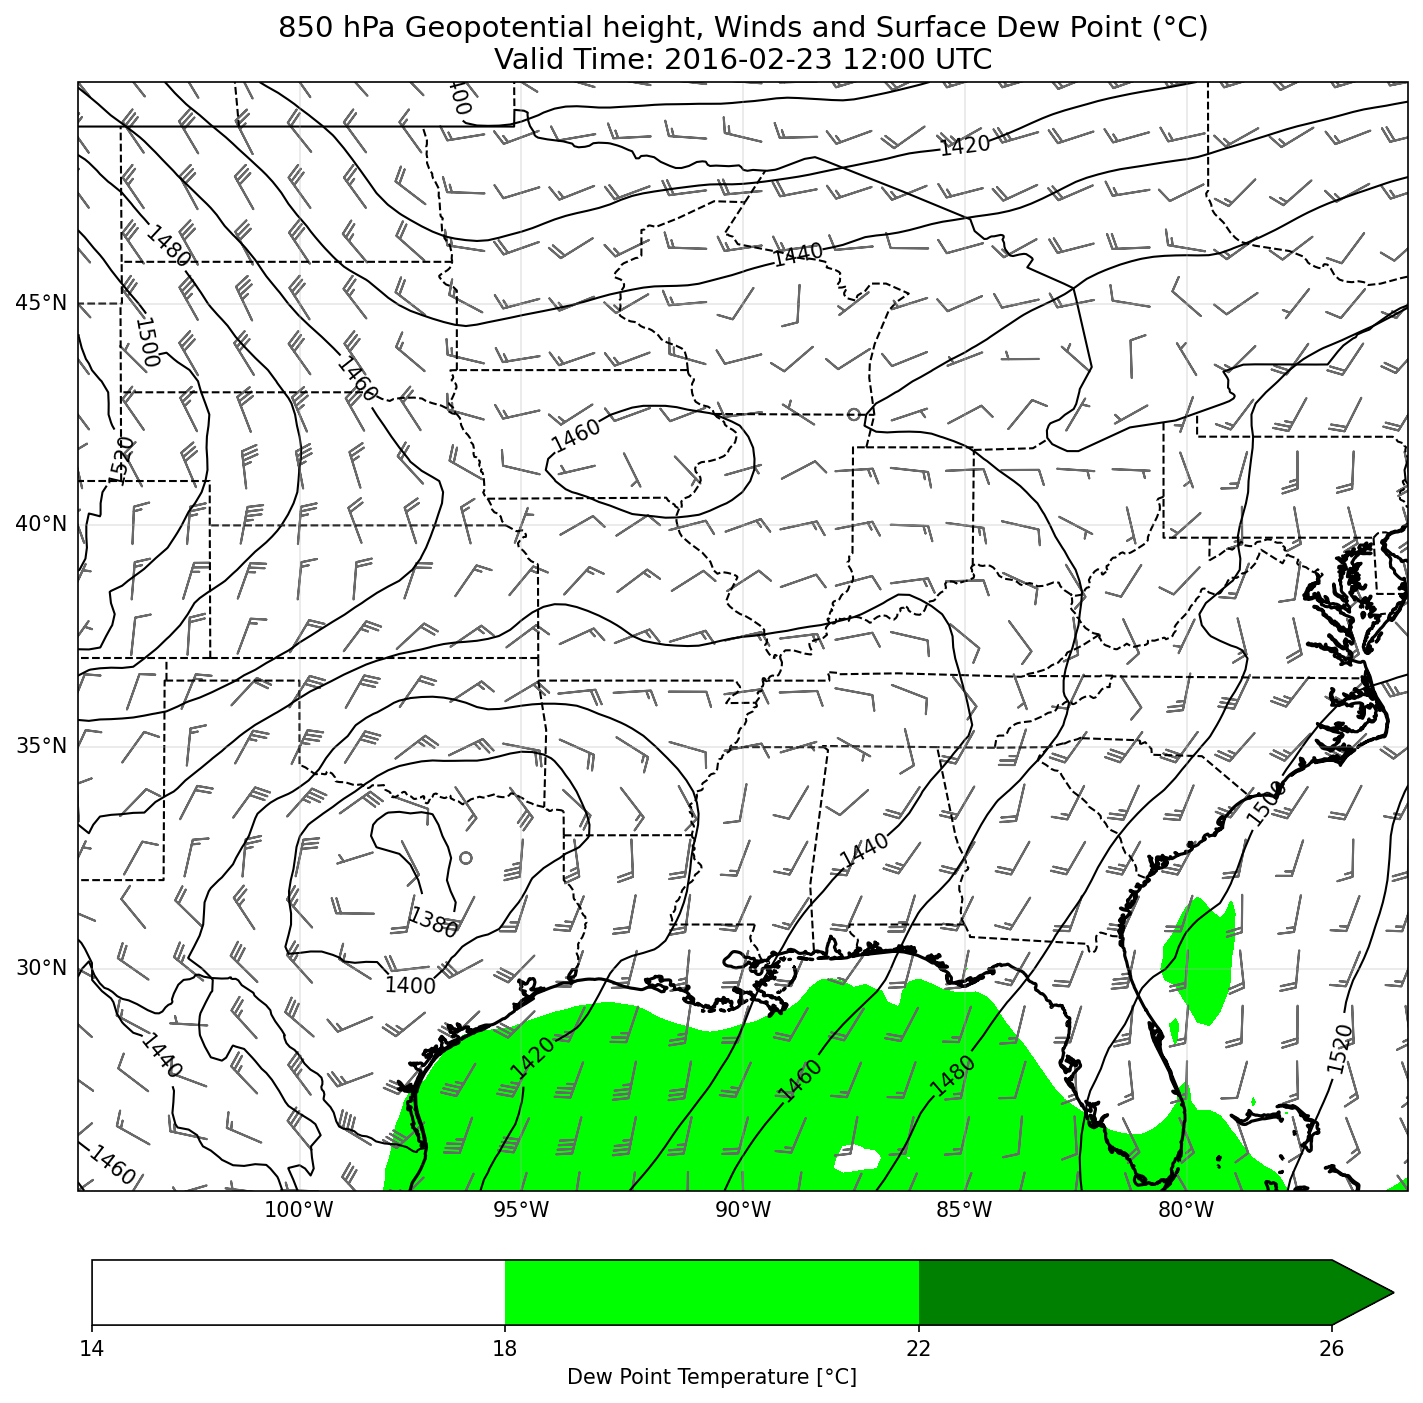 850 hPa Geopotential height, Winds and Surface Dew Point (°C)
Valid Time: 2016-02-23 12:00 UTC
400
1420
1480
1440
45°N
1500
1460
1460
1520
40°N
35°N
1500
1440
1380
30°N
1400
1440
1420
1460
1480
1520
1460
100°W 95°W 90°W 85°W 80°W
14 18 22 26
Dew Point Temperature [°C]